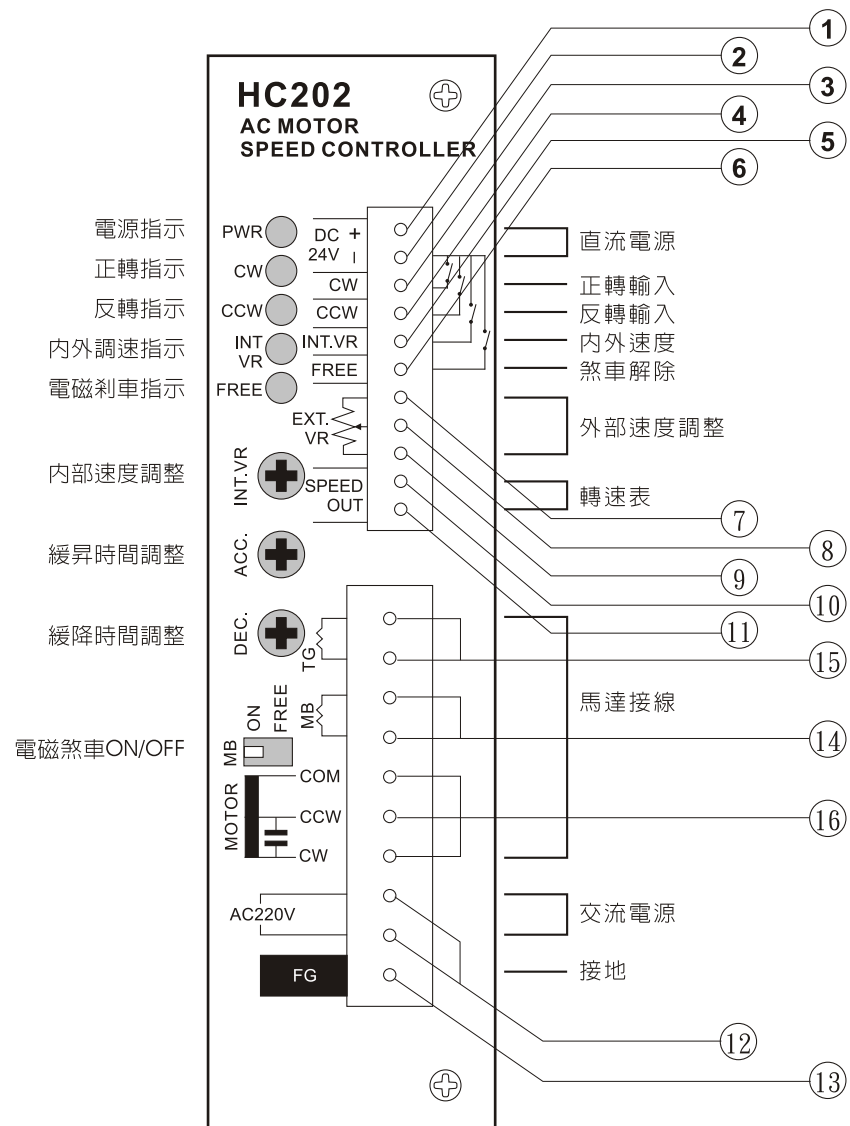 HC202
AC MOTOR
SPEED CONTROLLER
①
②
③
④
⑤
⑥
電源指示
正轉指示
反轉指示
內外調速指示
電磁剎車指示
內部速度調整
緩昇時間調整
緩降時間調整
電磁煞車ON/OFF
PWR
CW
CCW
INT
VR
FREE
INT.VR
ACC.
DEC.
DC +
24V –
CW
CCW
INT.VR
FREE
EXT.
VR
SPEED
OUT
TG
MB
ON
FREE
MB
MOTOR
COM
CCW
CW
AC220V
FG
直流電源
正轉輸入
反轉輸入
內外速度
煞車解除
外部速度調整
轉速表
⑦
⑧
⑨
⑩
⑪
⑮
馬達接線
⑭
⑯
交流電源
接地
⑫
⑬